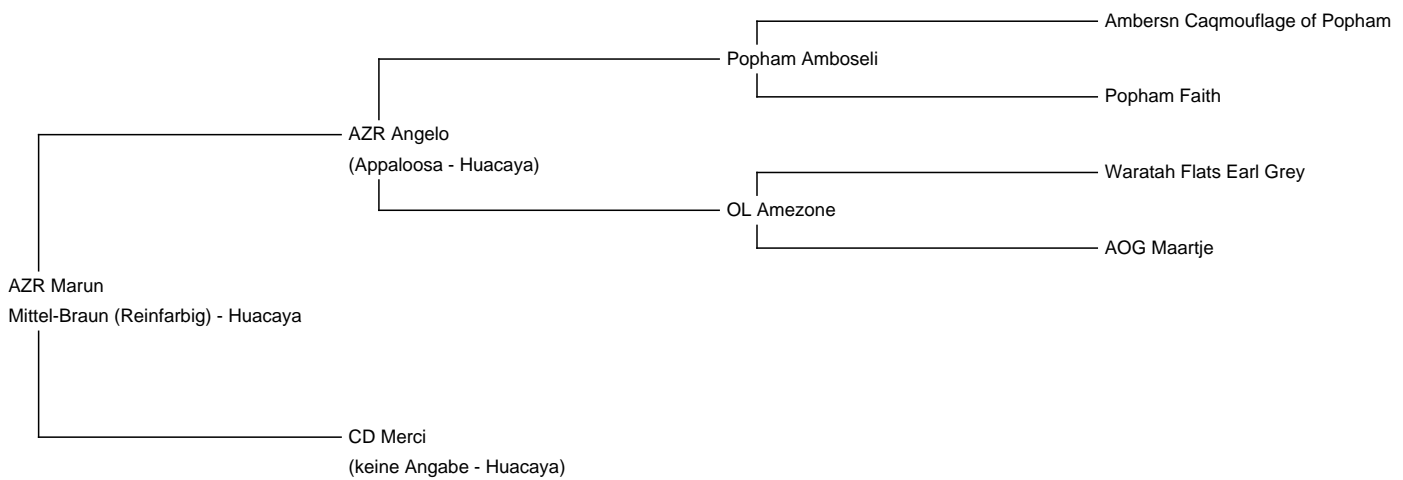 Ambersn Caqmouflage of Popham
Popham Amboseli
Popham Faith
AZR Angelo
(Appaloosa - Huacaya)
Waratah Flats Earl Grey
OL Amezone
AOG Maartje
AZR Marun
Mittel-Braun (Reinfarbig) - Huacaya
CD Merci
(keine Angabe - Huacaya)